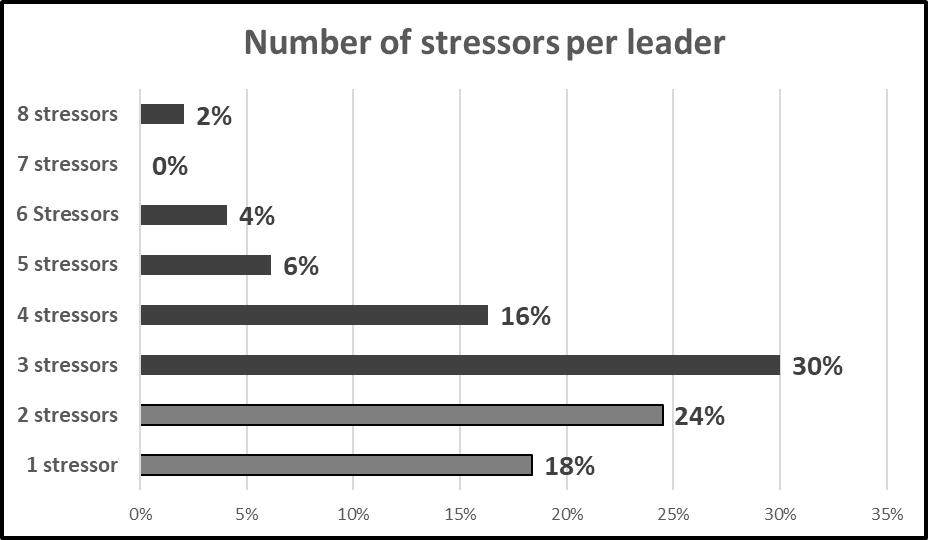 Number of stressors per leader
8 stressors 2%
7 stressors 0%
6 Stressors 4%
5 stressors 6%
4 stressors 16%
3 stressors 30%
2 stressors 24%
1 stressor 18%
0% 5% 10% 15% 20% 25% 30% 35%